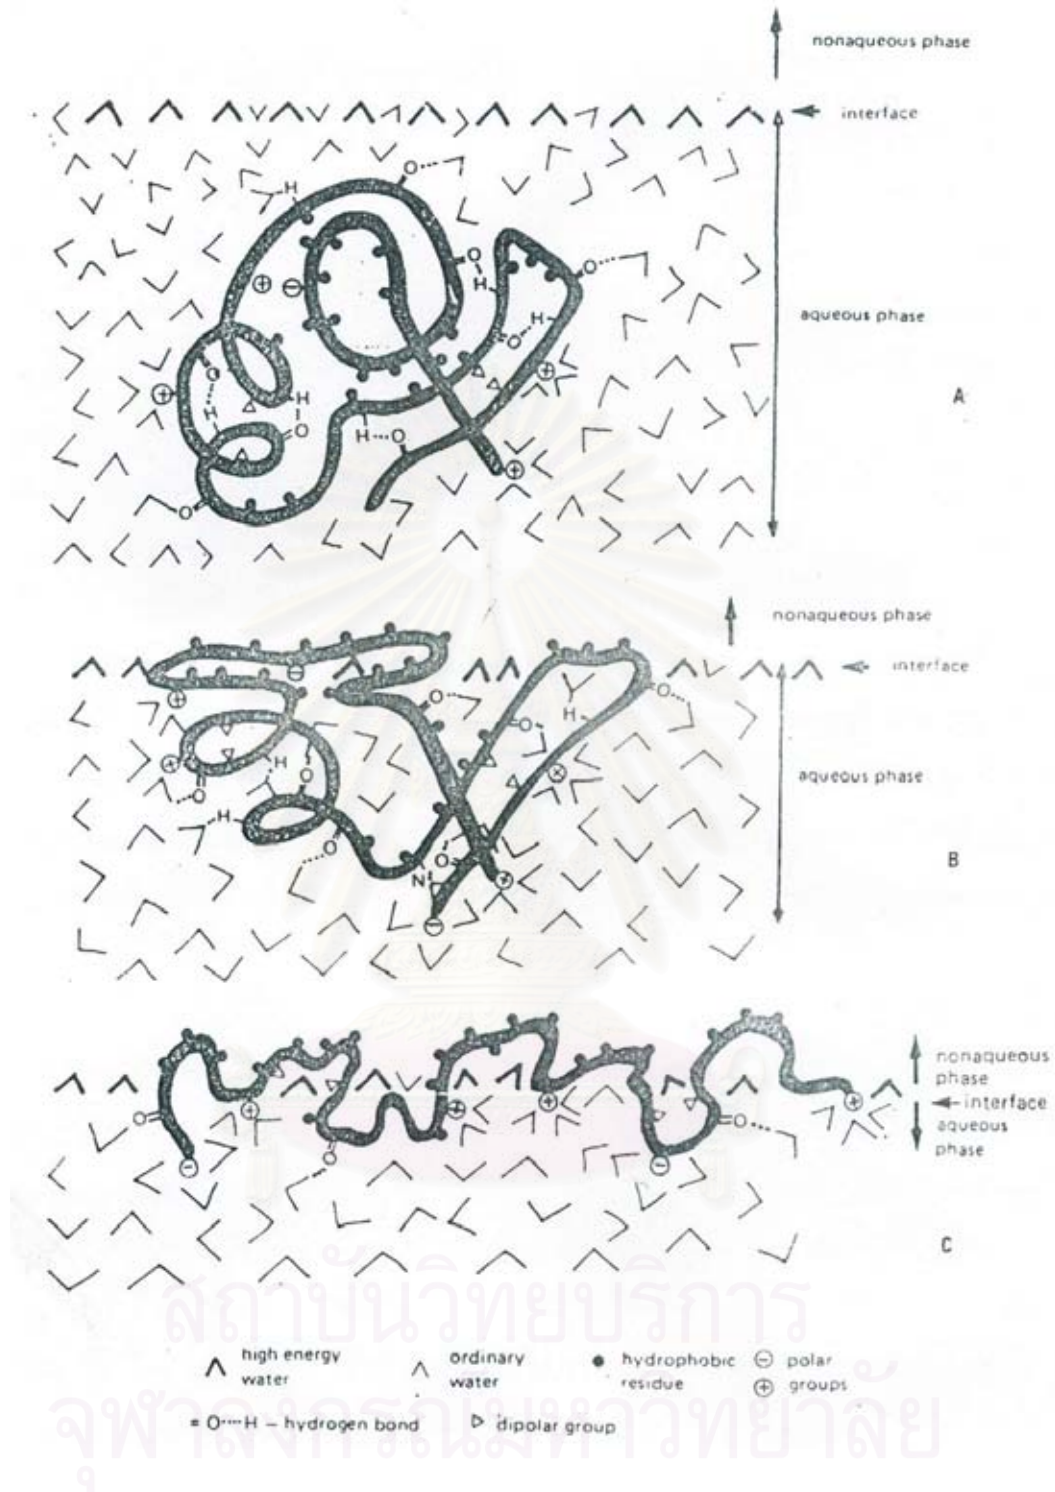 nonaqueous phase
interface
O
H
O
H
H
O
O
O
H
H
H
O
H
O
O
aqueous phase
A
nonaqueous phase
interface
O
O
H
O
H
O
O
H
O
O
N
aqueous phase
B
nonaqueous
phase
interface
aqueous
phase
O
O
O
C
high energy
water
ordinary
water
hydrophobic
residue
polar
groups
= O····H – hydrogen bond
dipolar group
สถาบันวิทยบริการ
จุฬาลงกรณ์มหาวิทยาลัย